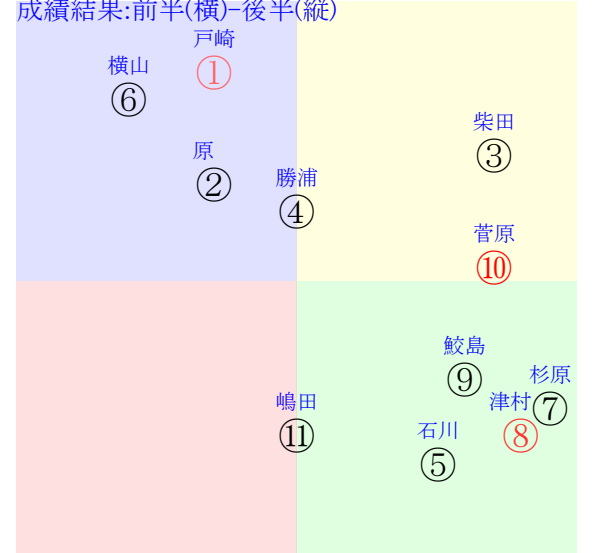 成績結果:前半(横)-後半(縦)
戸崎
①
横山
⑥
柴田
③
原
②
勝浦
④
菅原
⑩
鮫島
⑨
杉原
⑦
津村
⑧
嶋田
⑪
石川
⑤